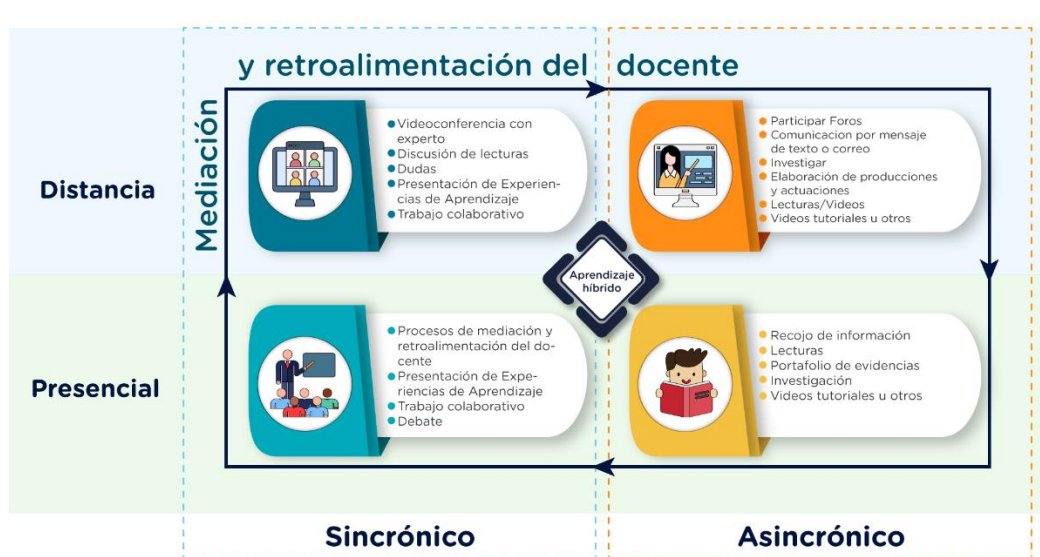 y retroalimentación del docente
Mediación
Distancia
● Videoconferencia con
experto
● Discusión de lecturas
● Dudas
● Presentación de Experien-
cias de Aprendizaje
● Trabajo colaborativo
● Participar Foros
● Comunicacion por mensaje
de texto o correo
● Investigar
● Elaboración de producciones
y actuaciones
● Lecturas/Videos
● Videos tutoriales u otros
Aprendizaje
híbrido
Presencial
● Procesos de mediación y
retroalimentación del do-
cente
● Presentación de Expe-
riencias de Aprendizaje
● Trabajo colaborativo
● Debate
● Recojo de información
● Lecturas
● Portafolio de evidencias
● Investigación
● Videos tutoriales u otros
Sincrónico
Asincrónico